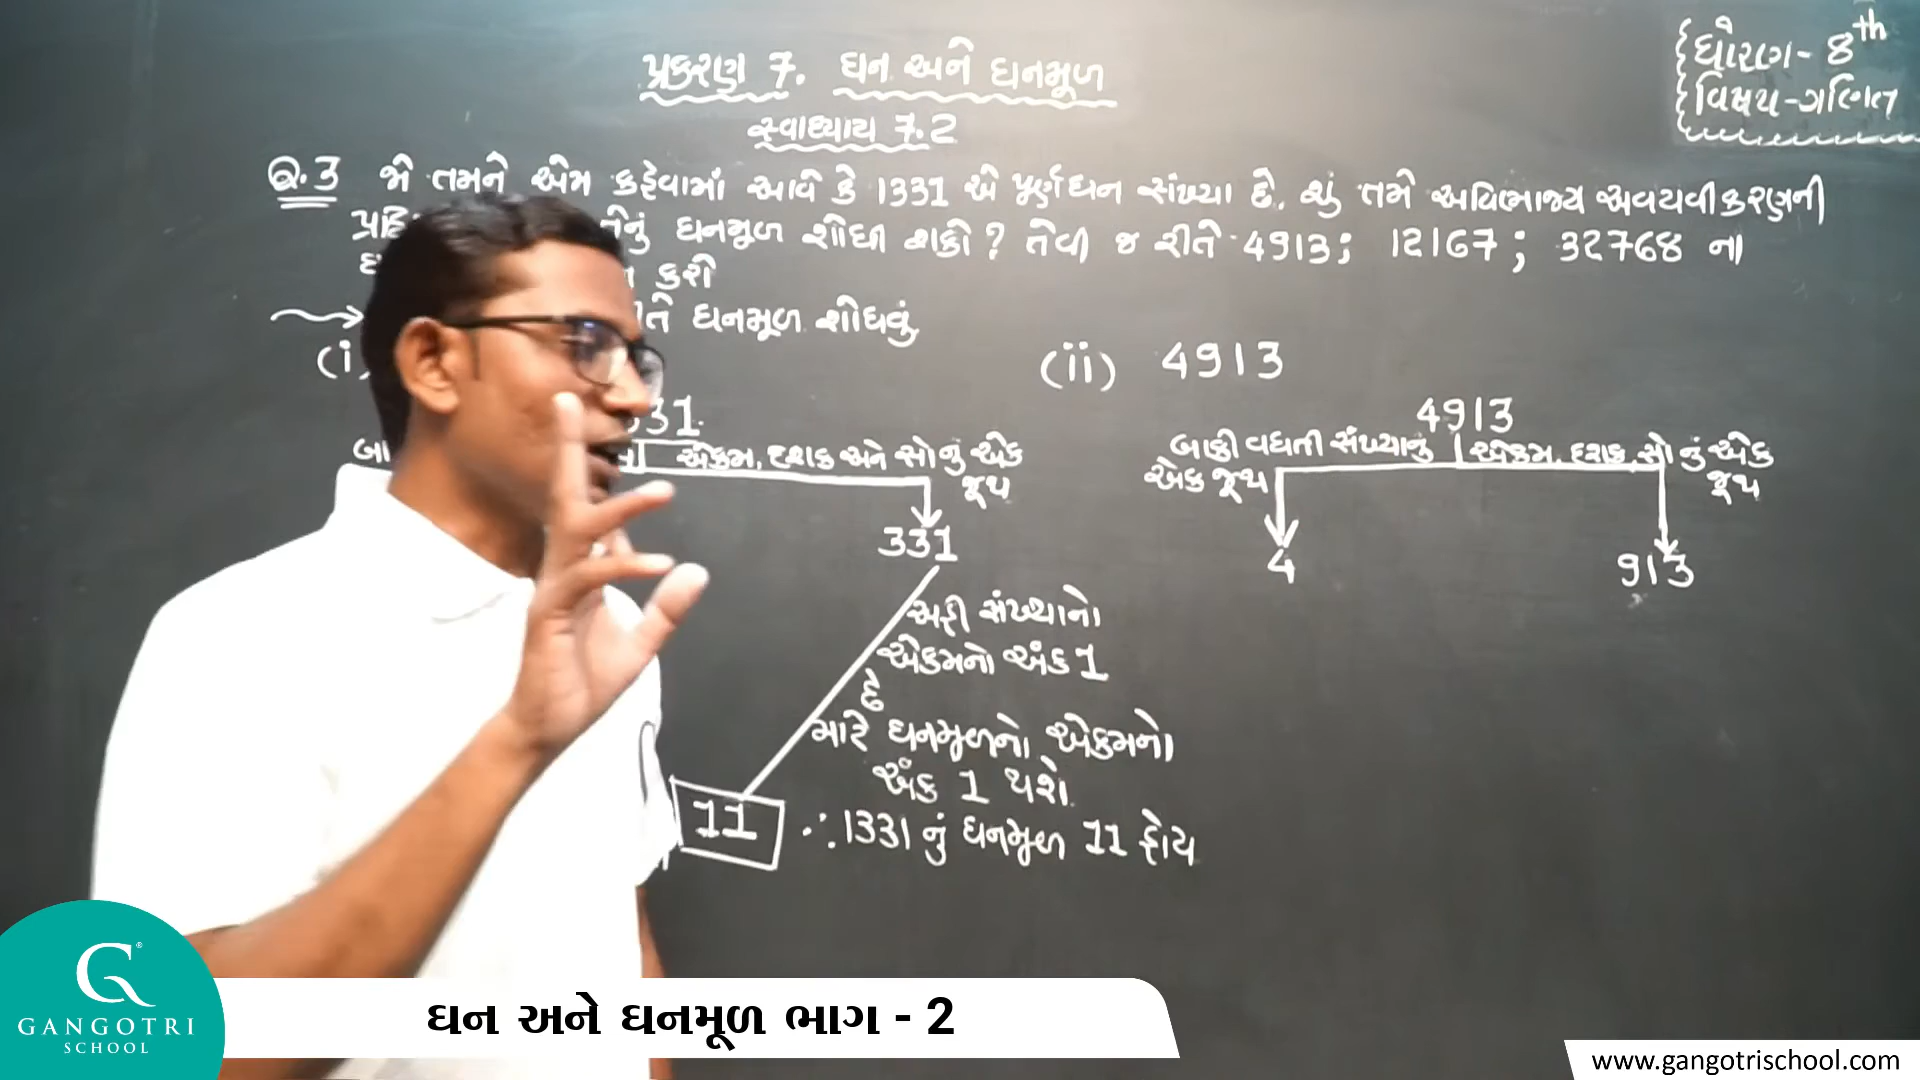 ધોરણ - 8th
વિષય - ગણિત
પ્રકરણ 7. ઘન અને ઘનમૂળ
સ્વાધ્યાય 7.2
Q.3 જો તમને એમ કહેવામાં આવે કે 1331 એ પૂર્ણઘન સંખ્યા છે. શું તમે અવિભાજ્ય અવયવીકરણની
નું ઘનમૂળ શોધી શકો ? તેવી જ રીતે 4913 ; 12167 ; 32768 ના
કરો
ઘનમૂળ શોધવું
(i
(ii) 4913
331
4913
એકમ, દશક અને સો નું એક
જૂથ
બાકી વધતી સંખ્યાનું
એક જૂથ
એકમ, દશક, સો નું એક
જૂથ
331
4
913
અહી સંખ્યાનો
એકમનો અંક 1
છે
માટે ઘનમૂળનો એકમનો
અંક 1 થશે.
11
∴ 1331 નું ઘનમૂળ 11 હોય
G®
GANGOTRI
SCHOOL
ઘન અને ઘનમૂળ ભાગ - 2
www.gangotrischool.com